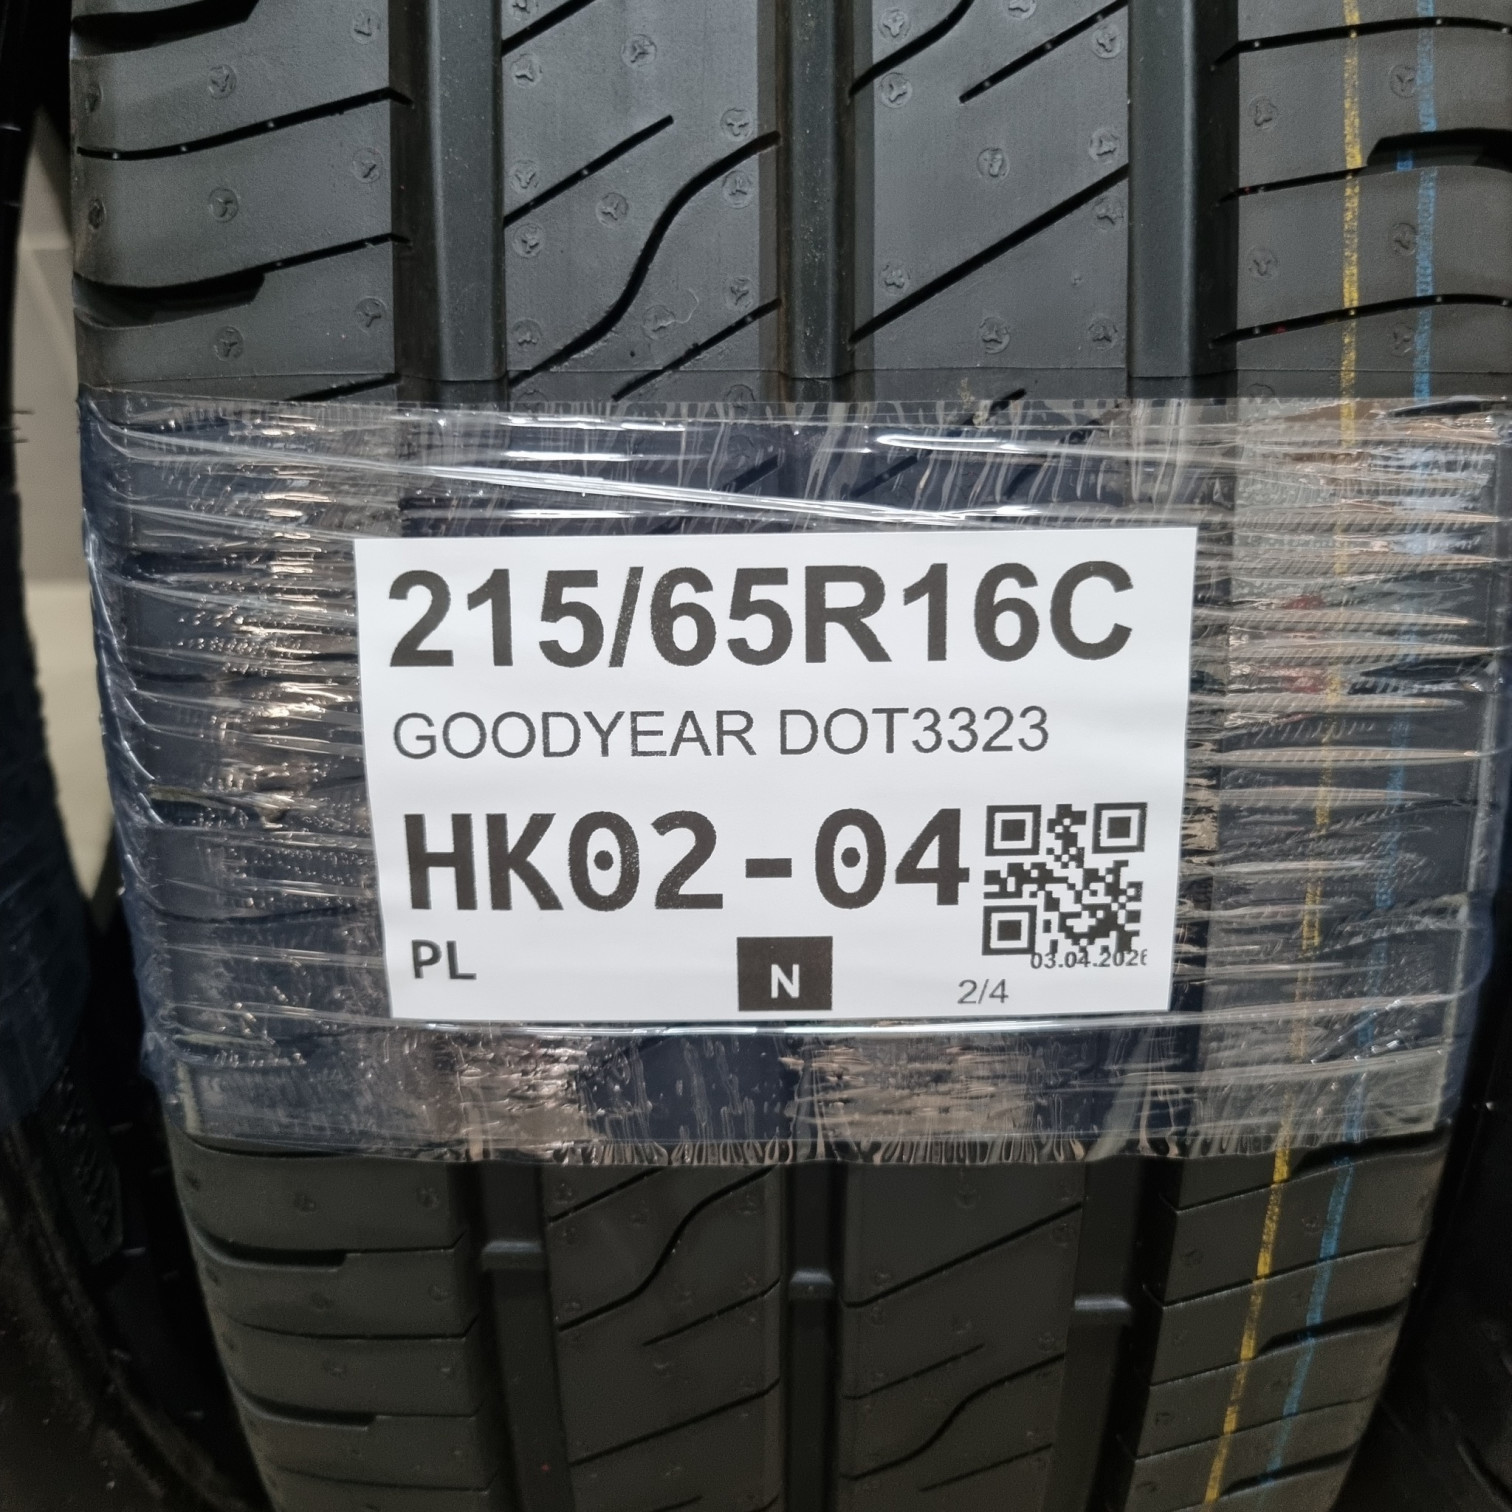 215/65R16C
GOODYEAR DOT3323
HK02-04
PL
N
2/4
03.04.2026